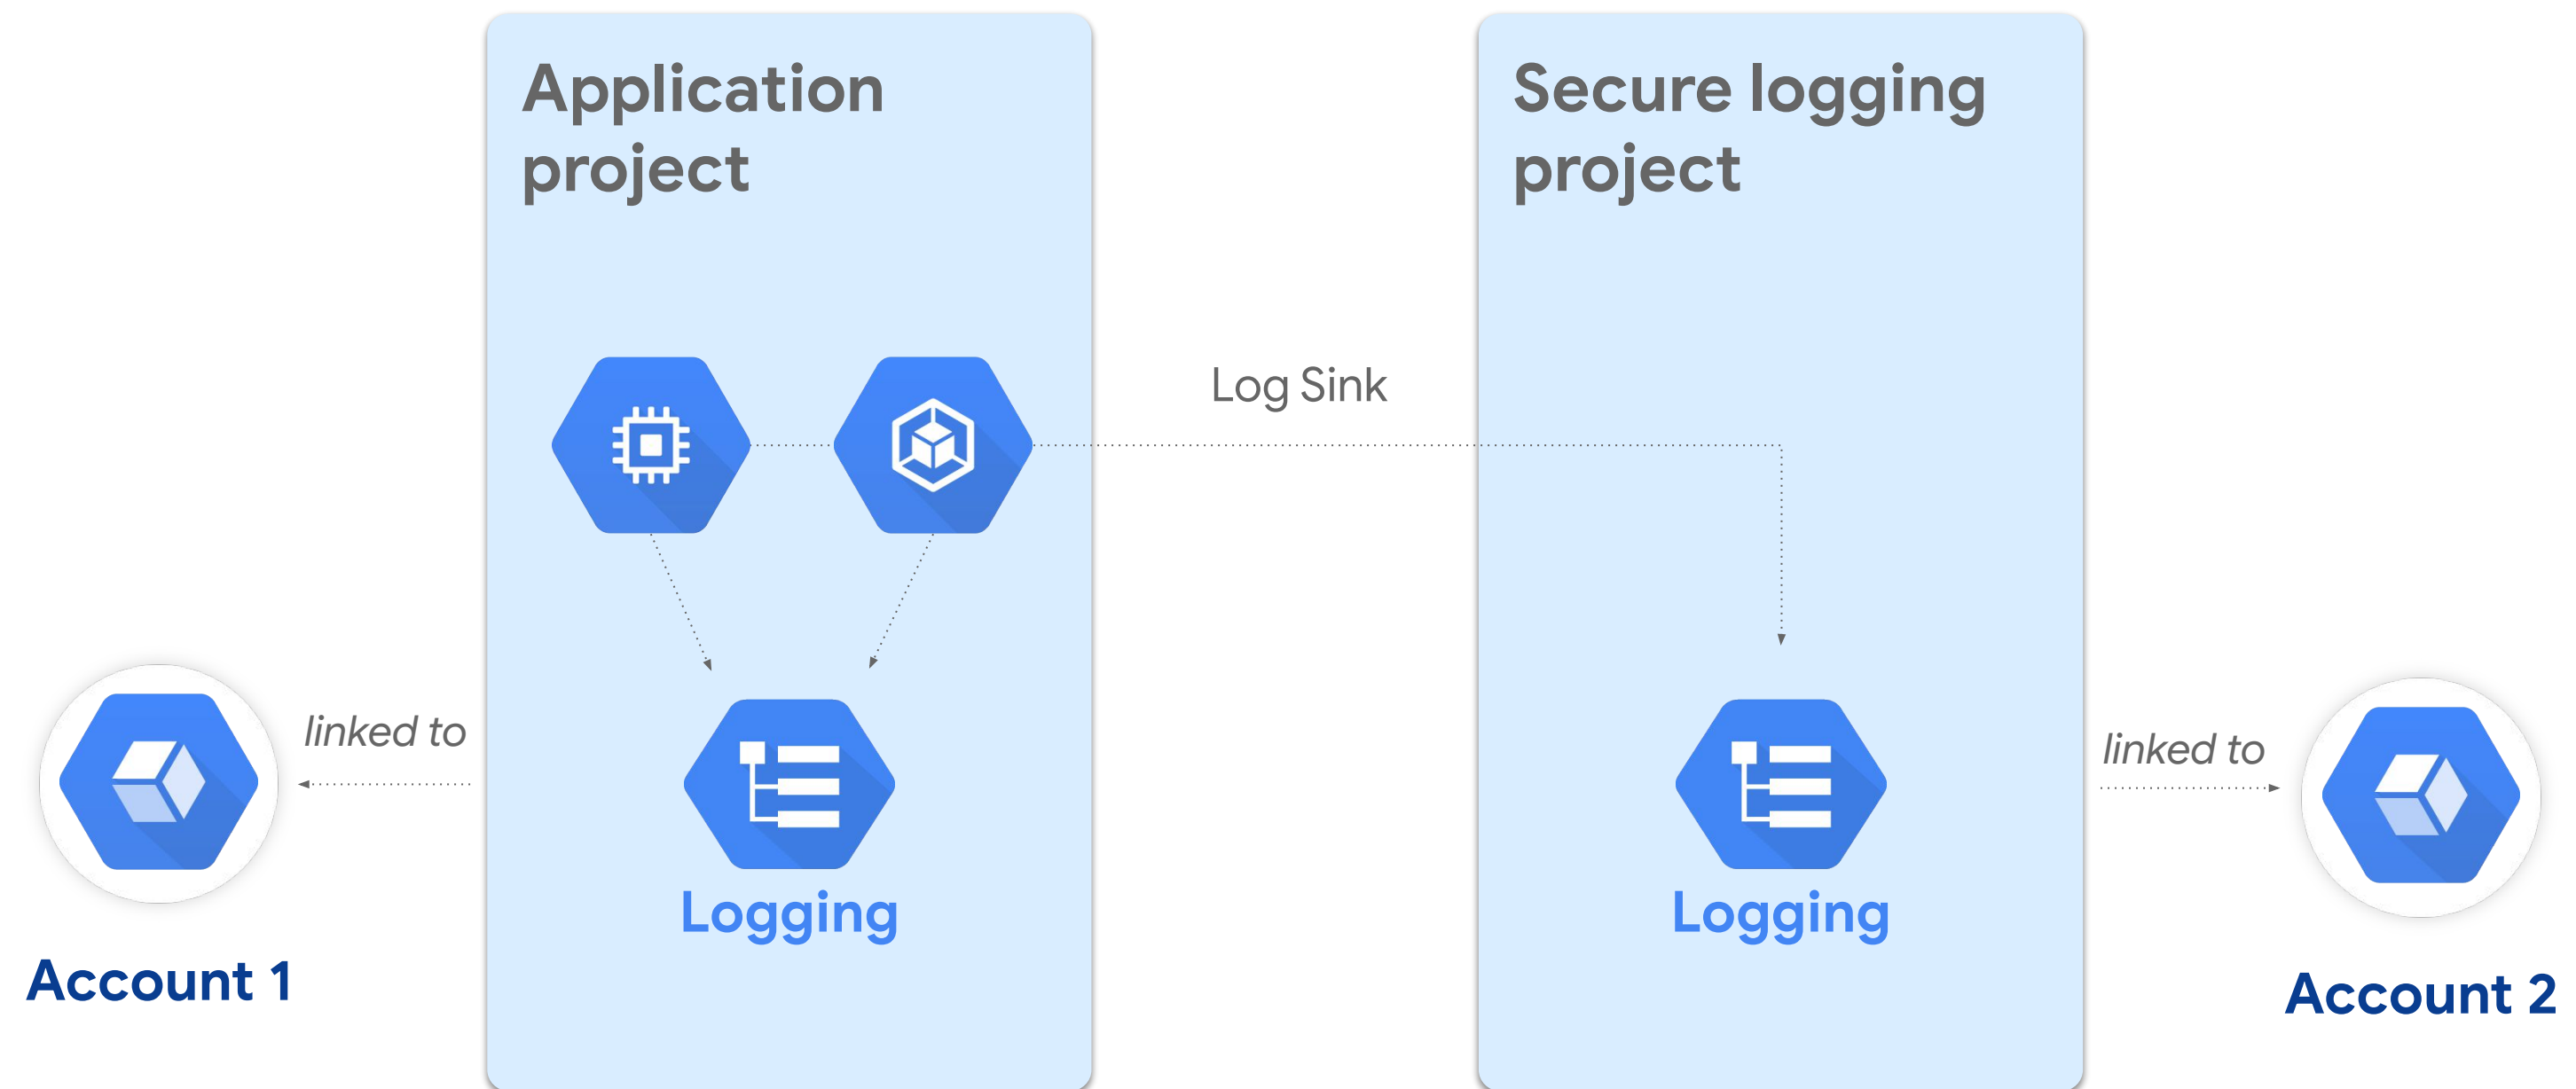 Application
project
Secure logging
project
Log Sink
linked to
linked to
Logging
Logging
Account 1
Account 2